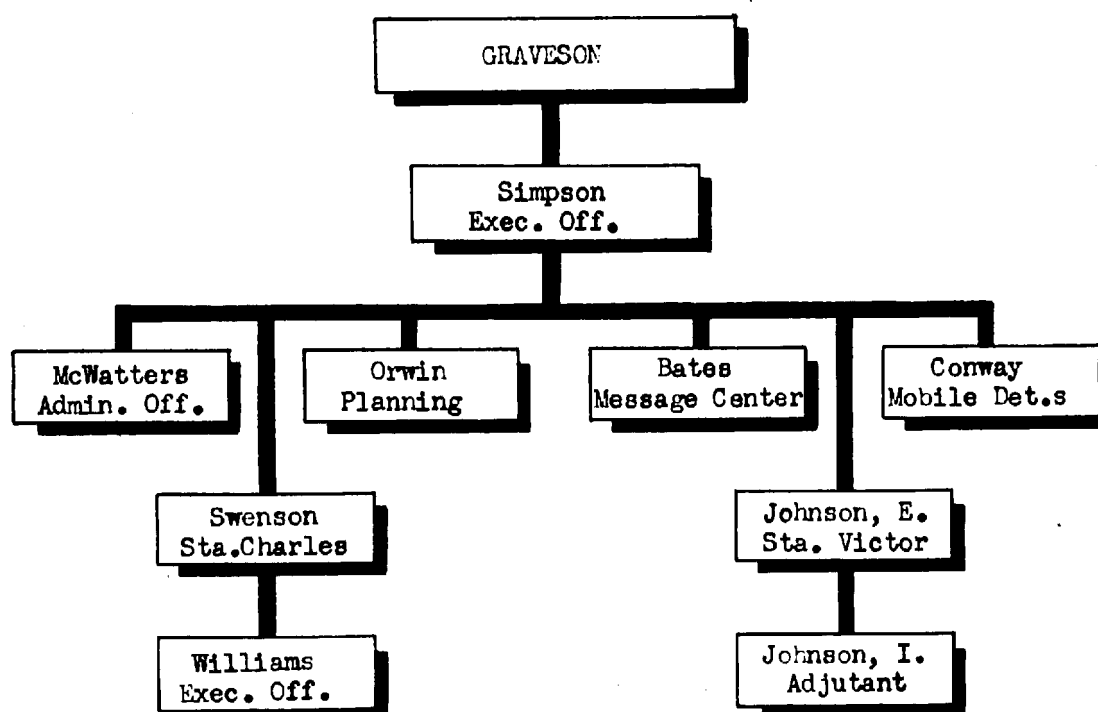 GRAVESON
Simpson
Exec. Off.
McWatters
Admin. Off.
Orwin
Planning
Bates
Message Center
Conway
Mobile Det.s
Swenson
Sta.Charles
Johnson, E.
Sta. Victor
Williams
Exec. Off.
Johnson, I.
Adjutant